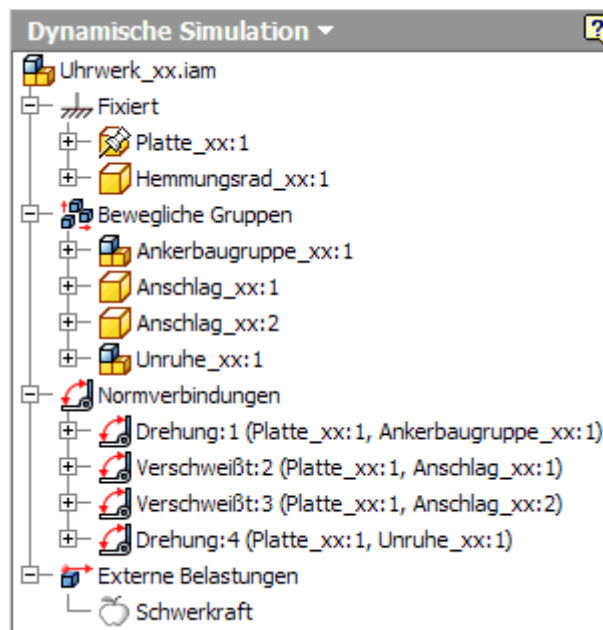 Dynamische Simulation
Uhrwerk_xx.iam
Fixiert
Platte_xx:1
Hemmungsrad_xx:1
Bewegliche Gruppen
Ankerbaugruppe_xx:1
Anschlag_xx:1
Anschlag_xx:2
Unruhe_xx:1
Normverbindungen
Drehung:1 (Platte_xx:1, Ankerbaugruppe_xx:1)
Verschweißt:2 (Platte_xx:1, Anschlag_xx:1)
Verschweißt:3 (Platte_xx:1, Anschlag_xx:2)
Drehung:4 (Platte_xx:1, Unruhe_xx:1)
Externe Belastungen
Schwerkraft